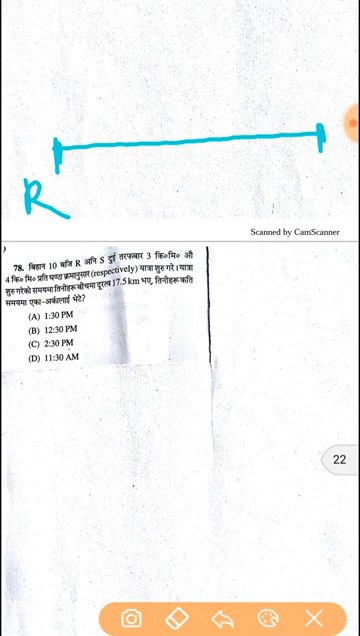 R
Scanned by CamScanner
)
78. बिहान 10 बजि R अनि S दुई तरफबार 3 कि०मि० औ
4 कि० मि० प्रति घण्टा क्रमानुसार (respectively) यात्रा शुरु गरे। यात्रा
शुरु गरेको समयमा तिनीहरू बीचमा दूरत्व 17.5 km भए, तिनीहरू कति
समयमा एका-अर्कालाई भेटे?
(A) 1:30 PM
(B) 12:30 PM
(C) 2:30 PM
(D) 11:30 AM
22